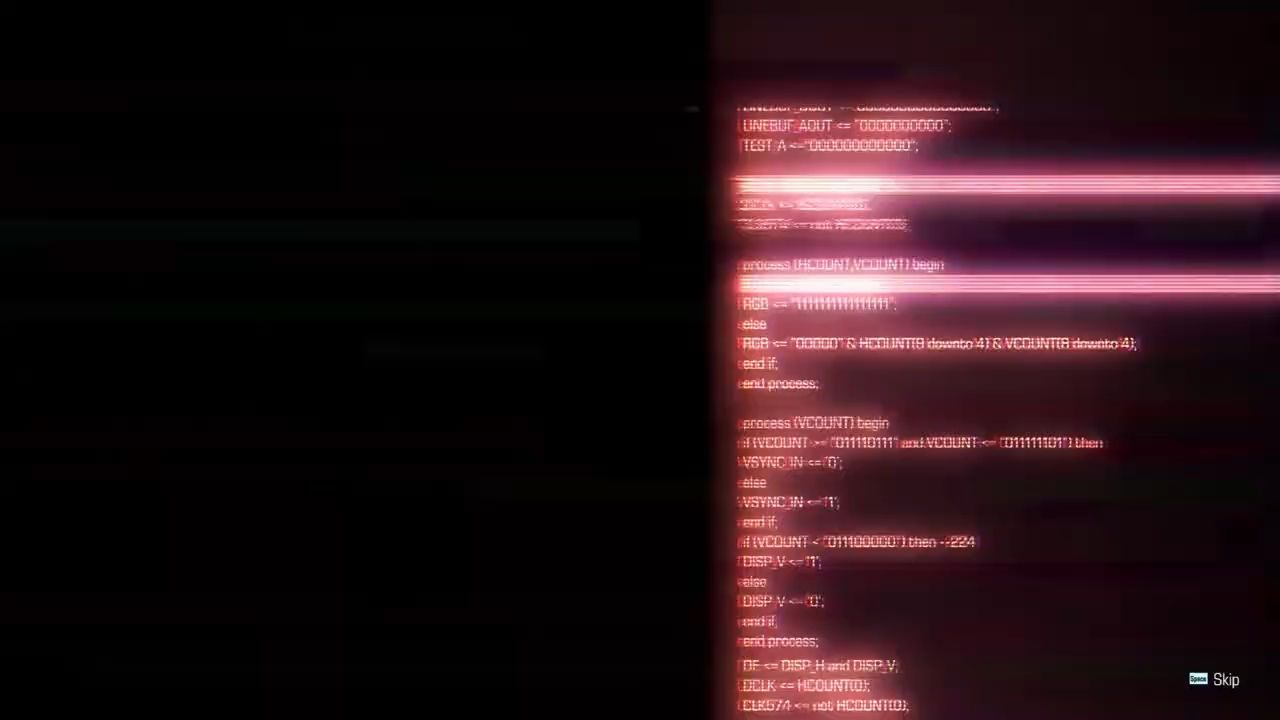 LINEBUF_AOUT <= "0000000000";
TEST_A <="000000000000";
process (HCOUNT,VCOUNT) begin
RGB <= "111111111111111";
else
RGB <= "00000" & HCOUNT(8 downto 4) & VCOUNT(8 downto 4);
end if;
end process;
process (VCOUNT) begin
if (VCOUNT >= "011110111" and VCOUNT <= "011111101") then
VSYNC_IN <= '0';
else
VSYNC_IN <= '1';
end if;
if (VCOUNT < "011100000") then --224
DISP_V <= '1';
else
DISP_V <= '0';
end if;
end process;
DE <= DISP_H and DISP_V;
DCLK <= HCOUNT(0);
CLK574 <= not HCOUNT(0);
Space Skip